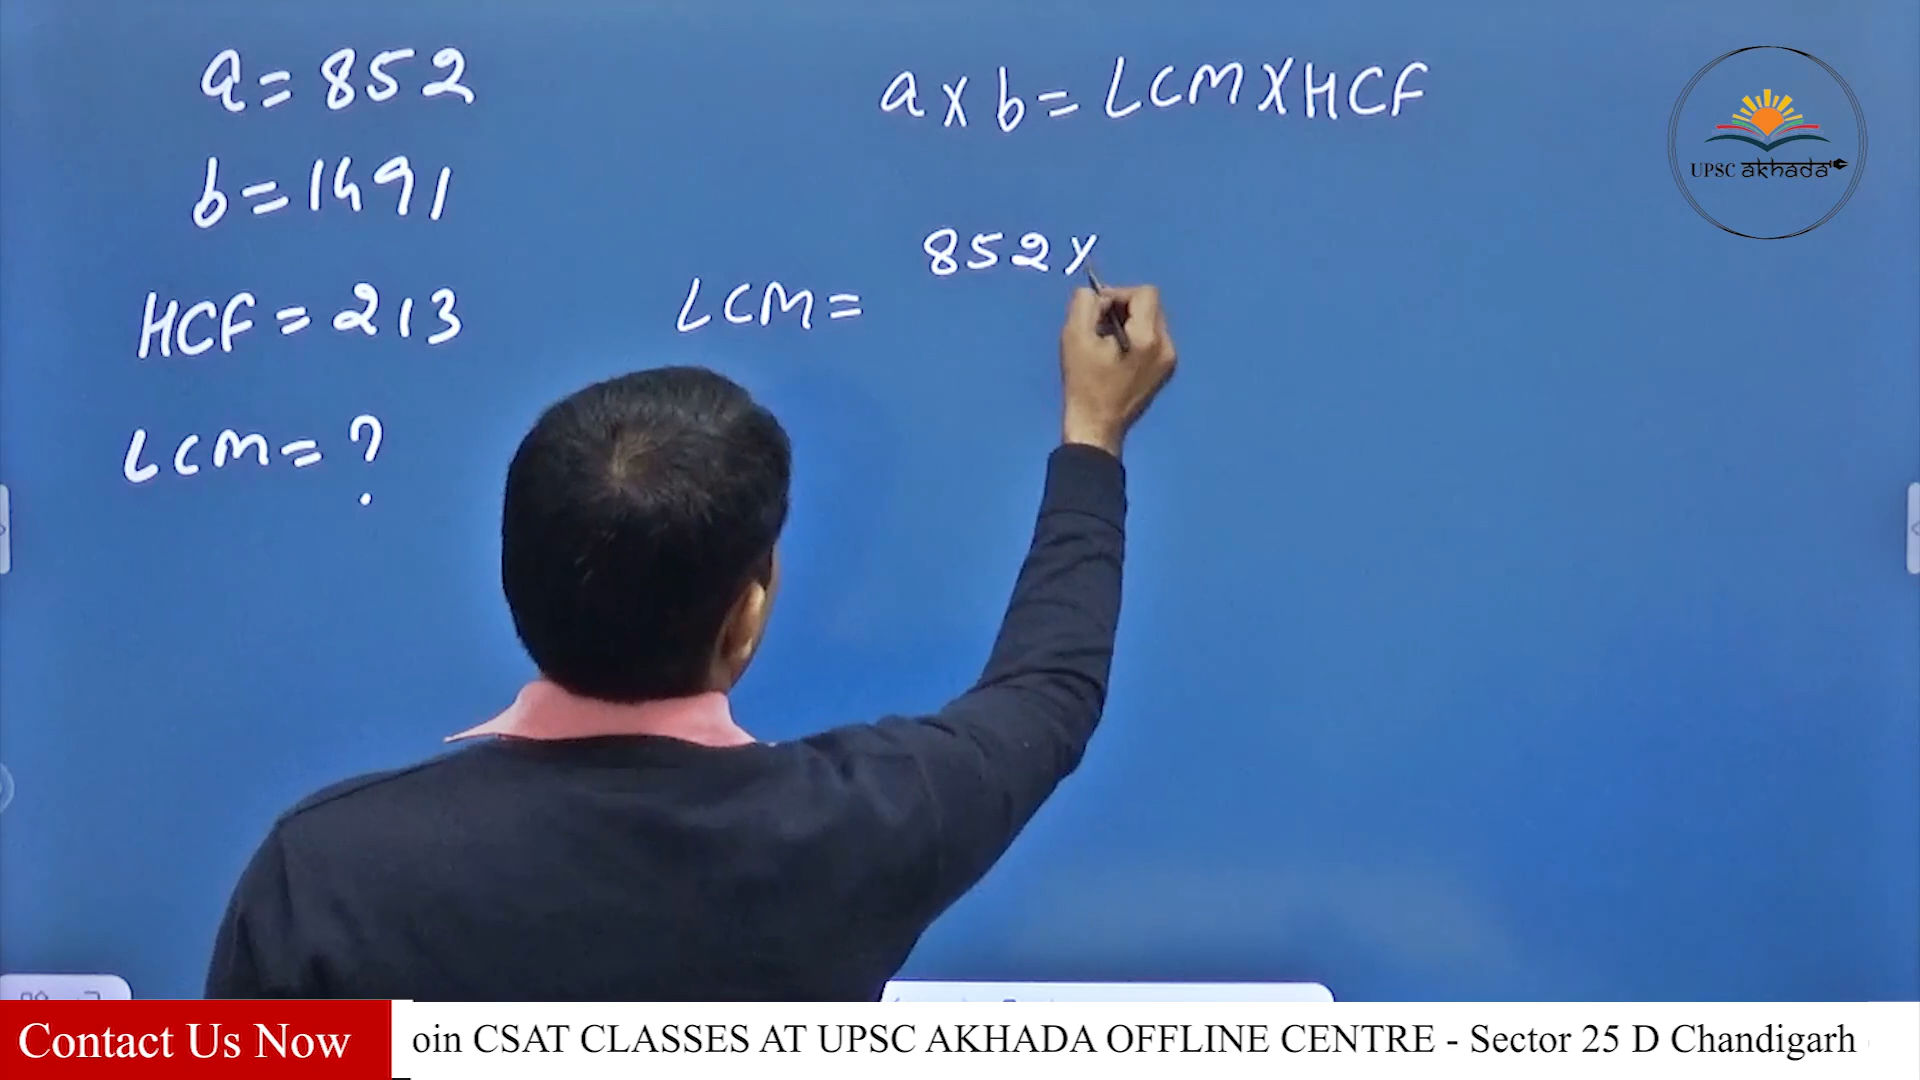 a = 852
b = 1491
HCF = 213
LCM = ?
a x b = LCM X HCF
LCM =
852 x
UPSC akhada
Contact Us Now
oin CSAT CLASSES AT UPSC AKHADA OFFLINE CENTRE - Sector 25 D Chandigarh